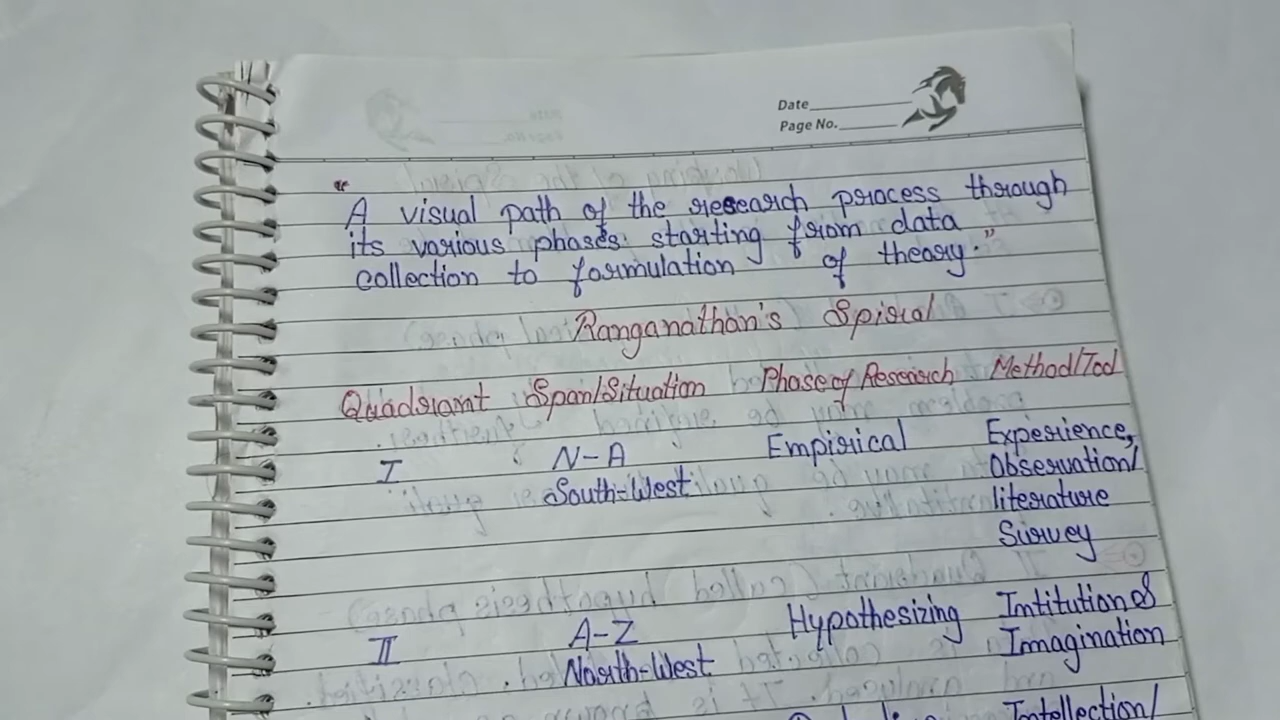 Date
Page No.
"A visual path of the research process through
its various phases starting from data
collection to formulation of theory."
Ranganathan's Spiral
Quadrant Span/Situation Phase of Research Method/Tool
I N-A Empirical Experience,
South-West Observation/
literature
Survey
II A-Z Hypothesizing Intitution &
North-West Imagination
Intellection/